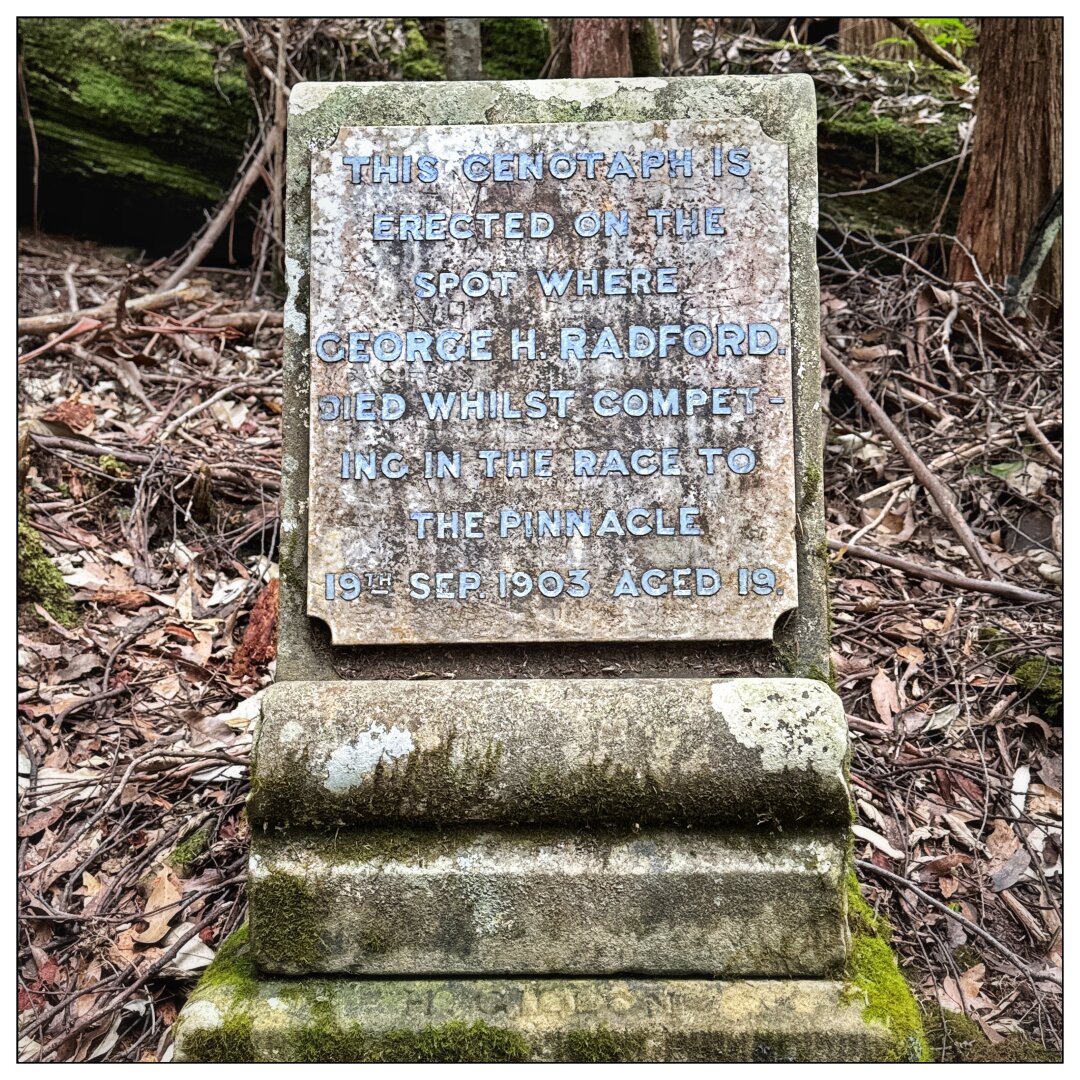 THIS CENOTAPH IS
ERECTED ON THE
SPOT WHERE
GEORGE H. RADFORD.
DIED WHILST COMPET-
ING IN THE RACE TO
THE PINNACLE
19TH SEP. 1903 AGED 19.